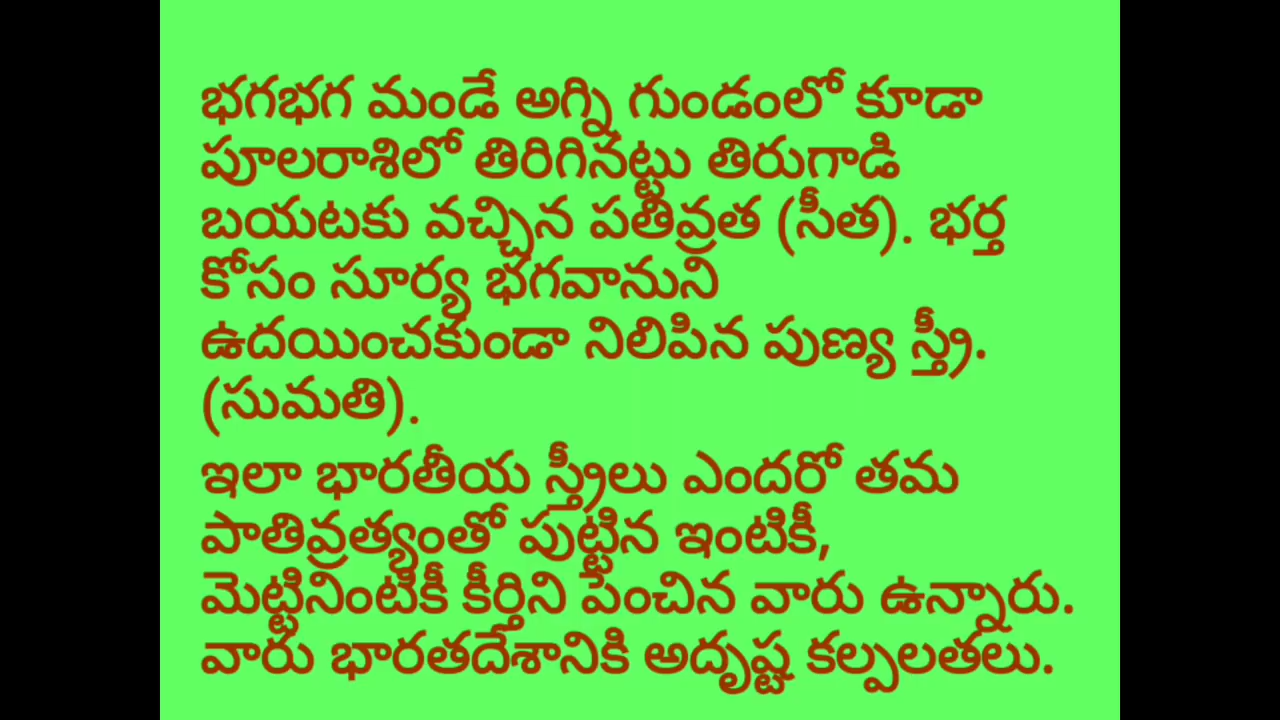 భగభగ మండే అగ్ని గుండంలో కూడా
పూలరాశిలో తిరిగినట్టు తిరుగాడి
బయటకు వచ్చిన పతివ్రత (సీత). భర్త
కోసం సూర్య భగవానుని
ఉదయించకుండా నిలిపిన పుణ్య స్త్రీ.
(సుమతి).
ఇలా భారతీయ స్త్రీలు ఎందరో తమ
పాతివ్రత్యంతో పుట్టిన ఇంటికీ,
మెట్టినింటికీ కీర్తిని పెంచిన వారు ఉన్నారు.
వారు భారతదేశానికి అదృష్ట కల్పలతలు.